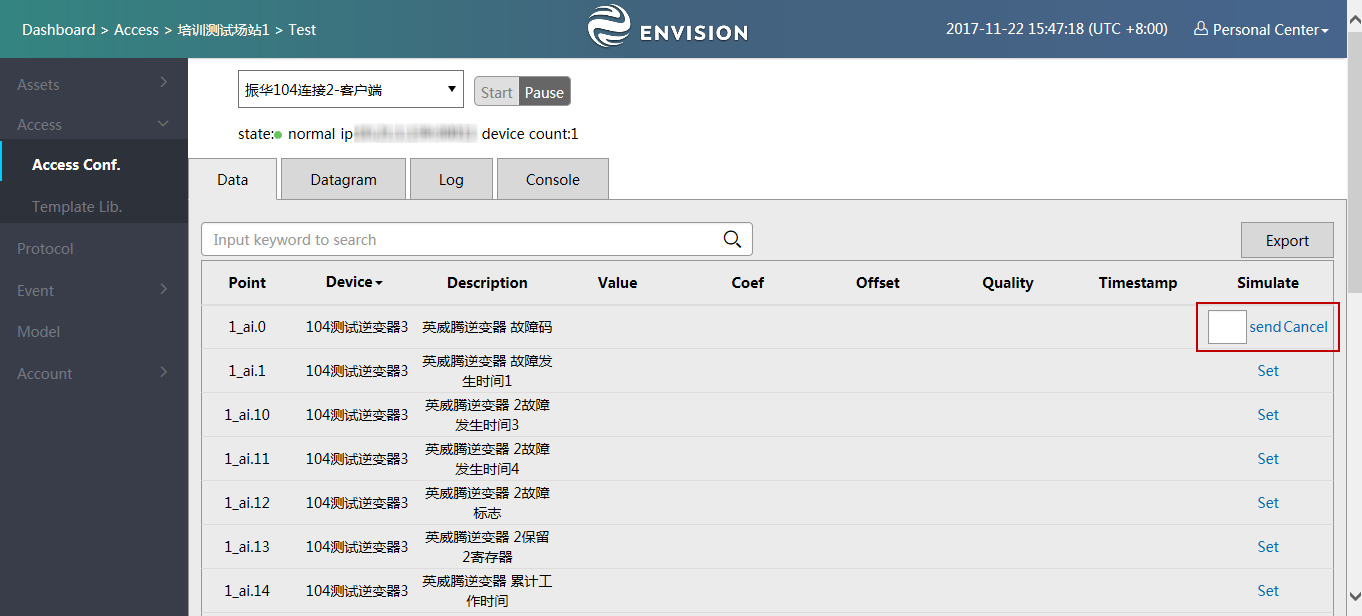 Dashboard > Access > 培训测试场站1 > Test
ENVISION
2017-11-22 15:47:18 (UTC +8:00)
Personal Center
Assets
Access
Access Conf.
Template Lib.
Protocol
Event
Model
Account
振华104连接2-客户端
Start Pause
state: normal ip device count:1
Data Datagram Log Console
Input keyword to search
Export
Point Device Description Value Coef Offset Quality Timestamp Simulate
1_ai.0 104测试逆变器3 英威腾逆变器 故障码 send Cancel
1_ai.1 104测试逆变器3 英威腾逆变器 故障发
生时间1 Set
1_ai.10 104测试逆变器3 英威腾逆变器 2故障
发生时间3 Set
1_ai.11 104测试逆变器3 英威腾逆变器 2故障
发生时间4 Set
1_ai.12 104测试逆变器3 英威腾逆变器 2故障
标志 Set
1_ai.13 104测试逆变器3 英威腾逆变器 2保留
2寄存器 Set
1_ai.14 104测试逆变器3 英威腾逆变器 累计工
作时间 Set